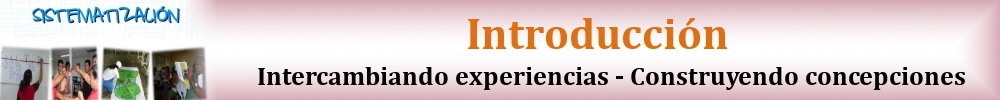 SISTEMATIZACIÓN
Introducción
Intercambiando experiencias - Construyendo concepciones